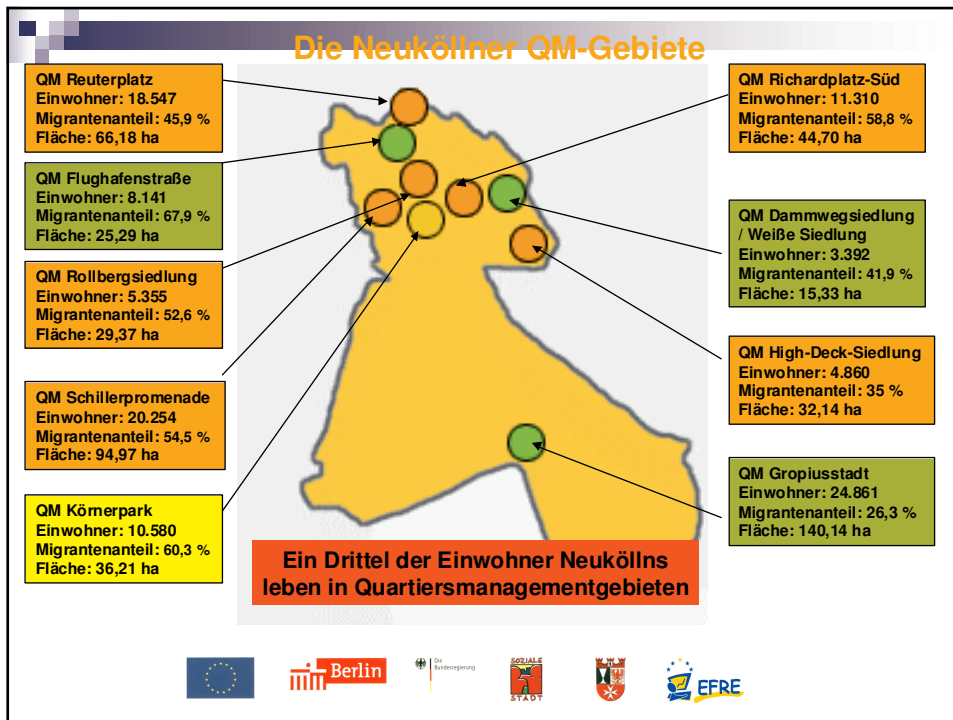 Die Neuköllner QM-Gebiete
QM Reuterplatz
Einwohner: 18.547
Migrantenanteil: 45,9 %
Fläche: 66,18 ha
QM Flughafenstraße
Einwohner: 8.141
Migrantenanteil: 67,9 %
Fläche: 25,29 ha
QM Rollbergsiedlung
Einwohner: 5.355
Migrantenanteil: 52,6 %
Fläche: 29,37 ha
QM Schillerpromenade
Einwohner: 20.254
Migrantenanteil: 54,5 %
Fläche: 94,97 ha
QM Körnerpark
Einwohner: 10.580
Migrantenanteil: 60,3 %
Fläche: 36,21 ha
QM Richardplatz-Süd
Einwohner: 11.310
Migrantenanteil: 58,8 %
Fläche: 44,70 ha
QM Dammwegsiedlung
/ Weiße Siedlung
Einwohner: 3.392
Migrantenanteil: 41,9 %
Fläche: 15,33 ha
QM High-Deck-Siedlung
Einwohner: 4.860
Migrantenanteil: 35 %
Fläche: 32,14 ha
QM Gropiusstadt
Einwohner: 24.861
Migrantenanteil: 26,3 %
Fläche: 140,14 ha
Ein Drittel der Einwohner Neuköllns
leben in Quartiersmanagementgebieten
Berlin
Die
Bundesregierung
SOZIALE
STADT
EFRE